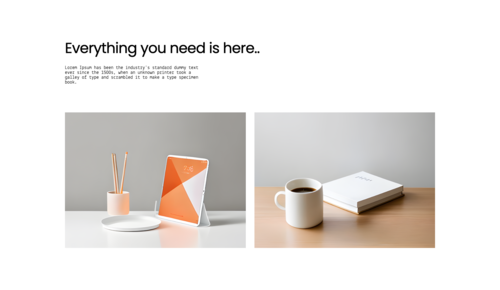 Everything you need is here..
Lorem Ipsum has been the industry's standard dummy text
ever since the 1500s, when an unknown printer took a
galley of type and scrambled it to make a type specimen
book.